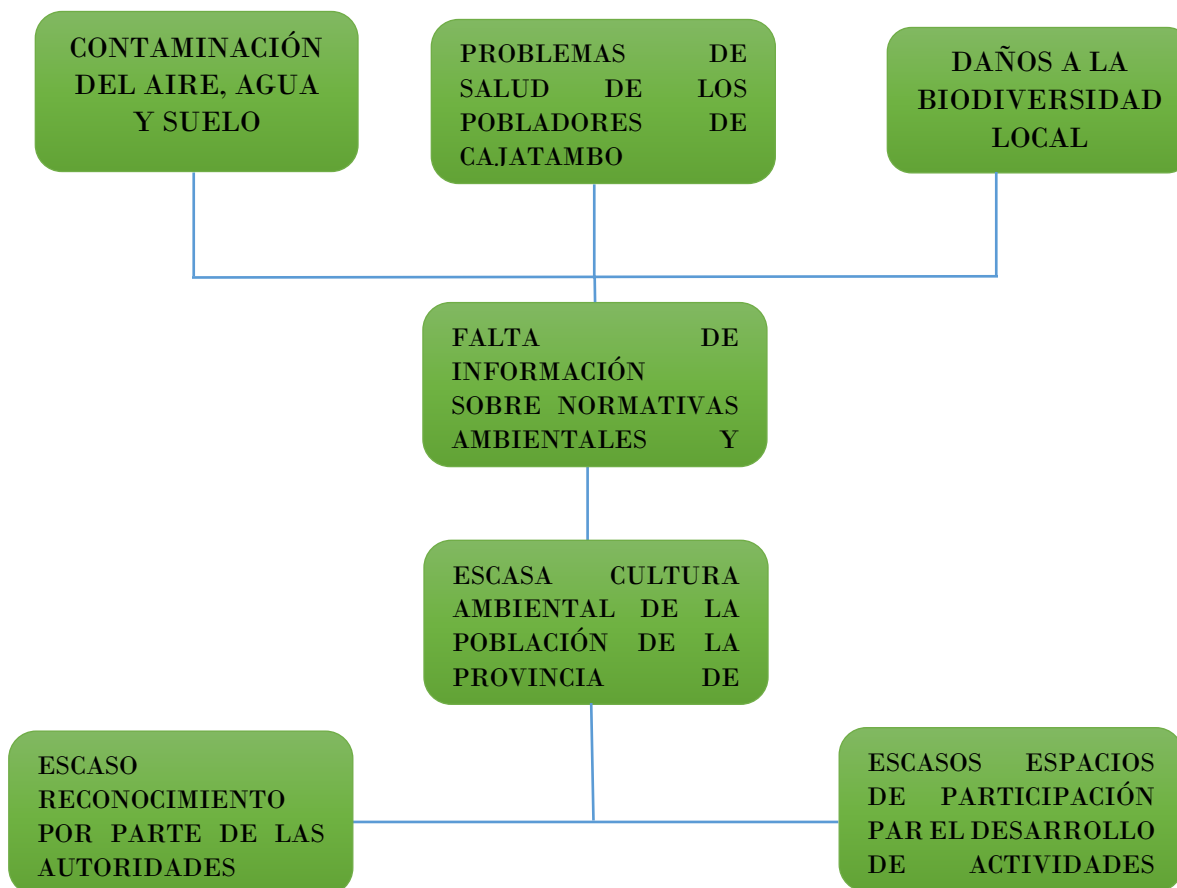 CONTAMINACIÓN
DEL AIRE, AGUA
Y SUELO
PROBLEMAS DE
SALUD DE LOS
POBLADORES DE
CAJATAMBO
DAÑOS A LA
BIODIVERSIDAD
LOCAL
FALTA DE
INFORMACIÓN
SOBRE NORMATIVAS
AMBIENTALES Y
ESCASA CULTURA
AMBIENTAL DE LA
POBLACIÓN DE LA
PROVINCIA DE
ESCASO
RECONOCIMIENTO
POR PARTE DE LAS
AUTORIDADES
ESCASOS ESPACIOS
DE PARTICIPACIÓN
PAR EL DESARROLLO
DE ACTIVIDADES